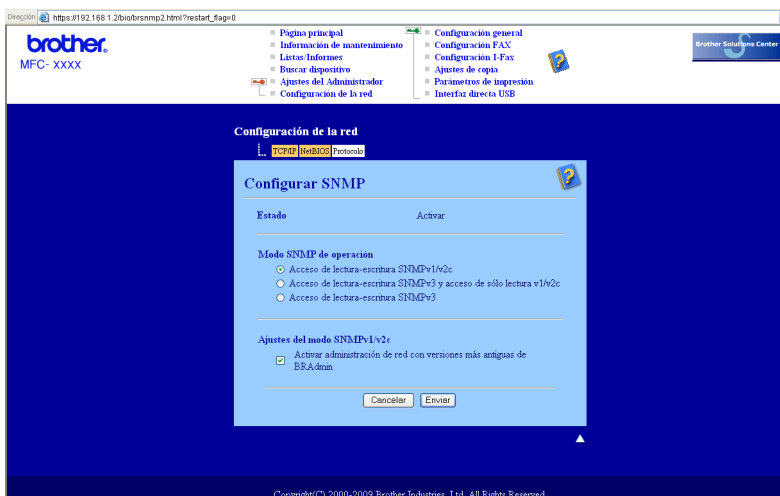 Dirección https://192.168.1.2/bio/brsnmp2.html?restart_flag=0
brother®
MFC- XXXX
Página principal
Información de mantenimiento
Listas/Informes
Buscar dispositivo
Ajustes del Administrador
Configuración de la red
Configuración general
Configuración FAX
Configuración I-Fax
Ajustes de copia
Parámetros de impresión
Interfaz directa USB
Brother Solutions Center
Configuración de la red
TCP/IP NetBIOS Protocolo
Configurar SNMP
Estado Activar
Modo SNMP de operación
Acceso de lectura-escritura SNMPv1/v2c
Acceso de lectura-escritura SNMPv3 y acceso de sólo lectura v1/v2c
Acceso de lectura-escritura SNMPv3
Ajustes del modo SNMPv1/v2c
Activar administración de red con versiones más antiguas de
BRAdmin
Cancelar Enviar
Copyright(C) 2000-2009 Brother Industries, Ltd. All Rights Reserved.